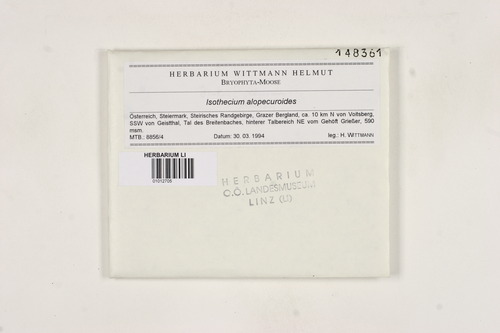 148361
HERBARIUM WITTMANN HELMUT
BRYOPHYTA-MOOSE
Isothecium alopecuroides
Österreich, Steiermark, Steirisches Randgebirge, Grazer Bergland, ca. 10 km N von Voitsberg,
SSW von Geistthal, Tal des Breitenbaches, hinterer Talbereich NE vom Gehöft Grießer, 590
msm.
MTB.: 8856/4 Datum: 30. 03. 1994 leg.: H. WITTMANN
HERBARIUM LI
01012705
HERBARIUM
O.Ö. LANDESMUSEUM
LINZ (LI)